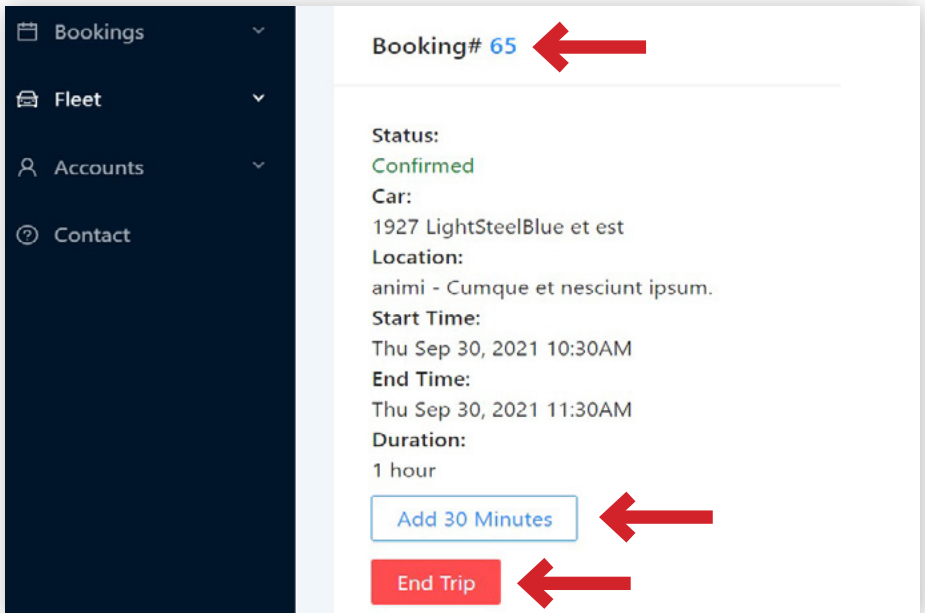 Bookings
Fleet
Accounts
Contact
Booking# 65
Status:
Confirmed
Car:
1927 LightSteelBlue et est
Location:
animi - Cumque et nesciunt ipsum.
Start Time:
Thu Sep 30, 2021 10:30AM
End Time:
Thu Sep 30, 2021 11:30AM
Duration:
1 hour
Add 30 Minutes
End Trip